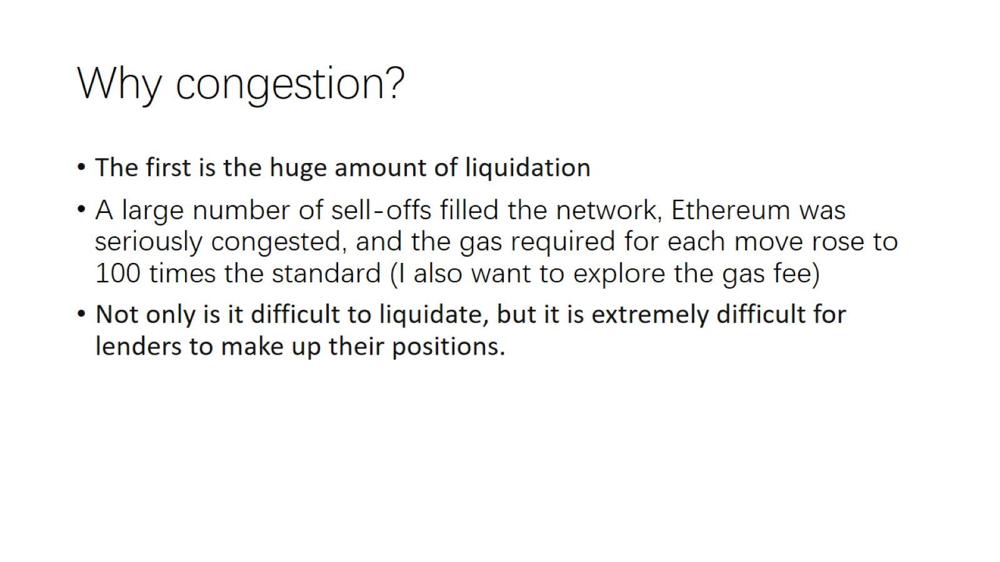 Why congestion?
• The first is the huge amount of liquidation
• A large number of sell-offs filled the network, Ethereum was
seriously congested, and the gas required for each move rose to
100 times the standard (I also want to explore the gas fee)
• Not only is it difficult to liquidate, but it is extremely difficult for
lenders to make up their positions.